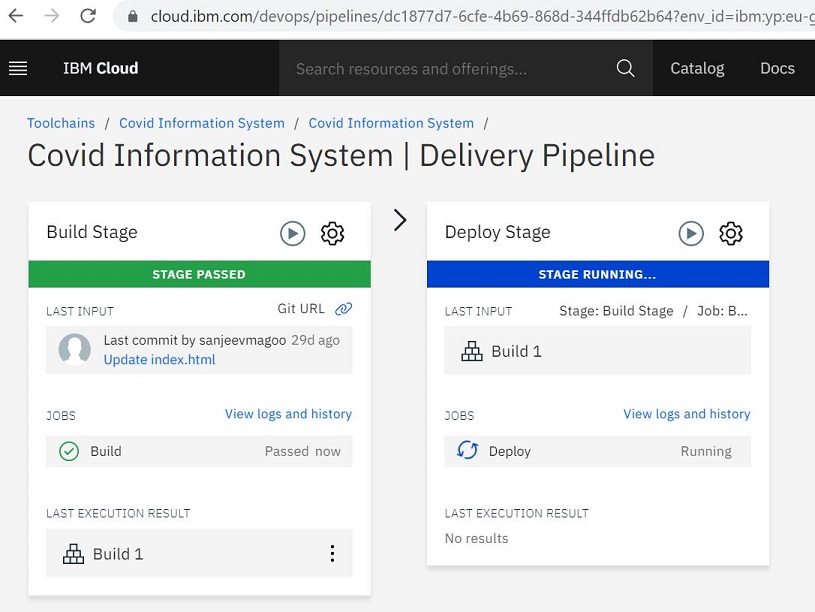 cloud.ibm.com/devops/pipelines/dc1877d7-6cfe-4b69-868d-344ffdb62b64?env_id=ibm:yp:eu-g
IBM Cloud
Search resources and offerings...
Catalog
Docs
Toolchains / Covid Information System / Covid Information System /
Covid Information System | Delivery Pipeline
Build Stage
STAGE PASSED
LAST INPUT
Git URL
Last commit by sanjeevmagoo 29d ago
Update index.html
JOBS
View logs and history
Build
Passed now
LAST EXECUTION RESULT
Build 1
Deploy Stage
STAGE RUNNING...
LAST INPUT
Stage: Build Stage / Job: B...
Build 1
JOBS
View logs and history
Deploy
Running
LAST EXECUTION RESULT
No results